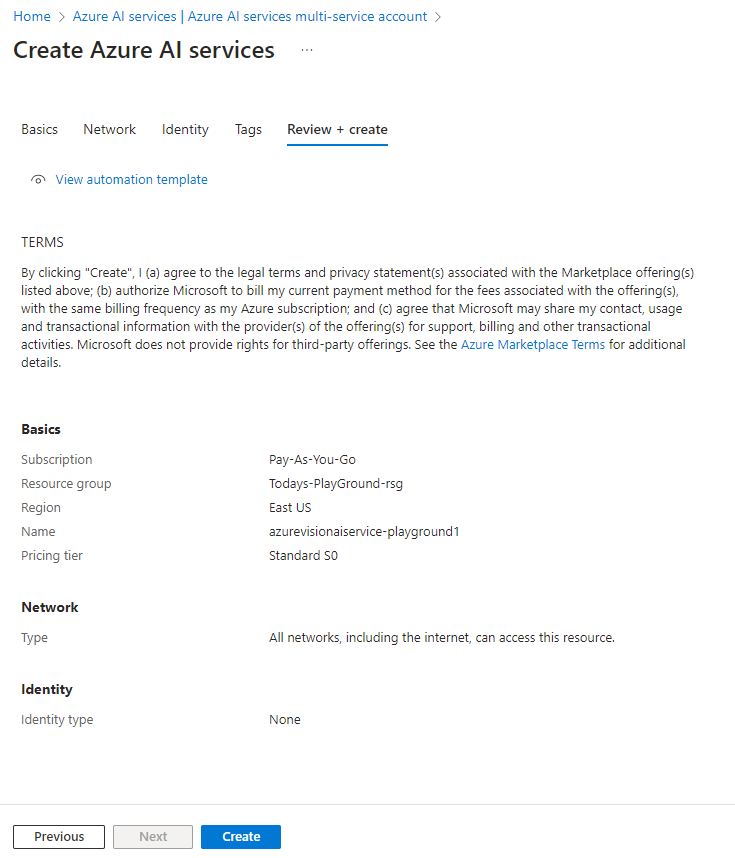 Home > Azure AI services | Azure AI services multi-service account >
Create Azure AI services ...
Basics Network Identity Tags Review + create
View automation template
TERMS
By clicking "Create", I (a) agree to the legal terms and privacy statement(s) associated with the Marketplace offering(s)
listed above; (b) authorize Microsoft to bill my current payment method for the fees associated with the offering(s),
with the same billing frequency as my Azure subscription; and (c) agree that Microsoft may share my contact, usage
and transactional information with the provider(s) of the offering(s) for support, billing and other transactional
activities. Microsoft does not provide rights for third-party offerings. See the Azure Marketplace Terms for additional
details.
Basics
Subscription Pay-As-You-Go
Resource group Todays-PlayGround-rsg
Region East US
Name azurevisionaiservice-playground1
Pricing tier Standard S0
Network
Type All networks, including the internet, can access this resource.
Identity
Identity type None
Previous Next Create